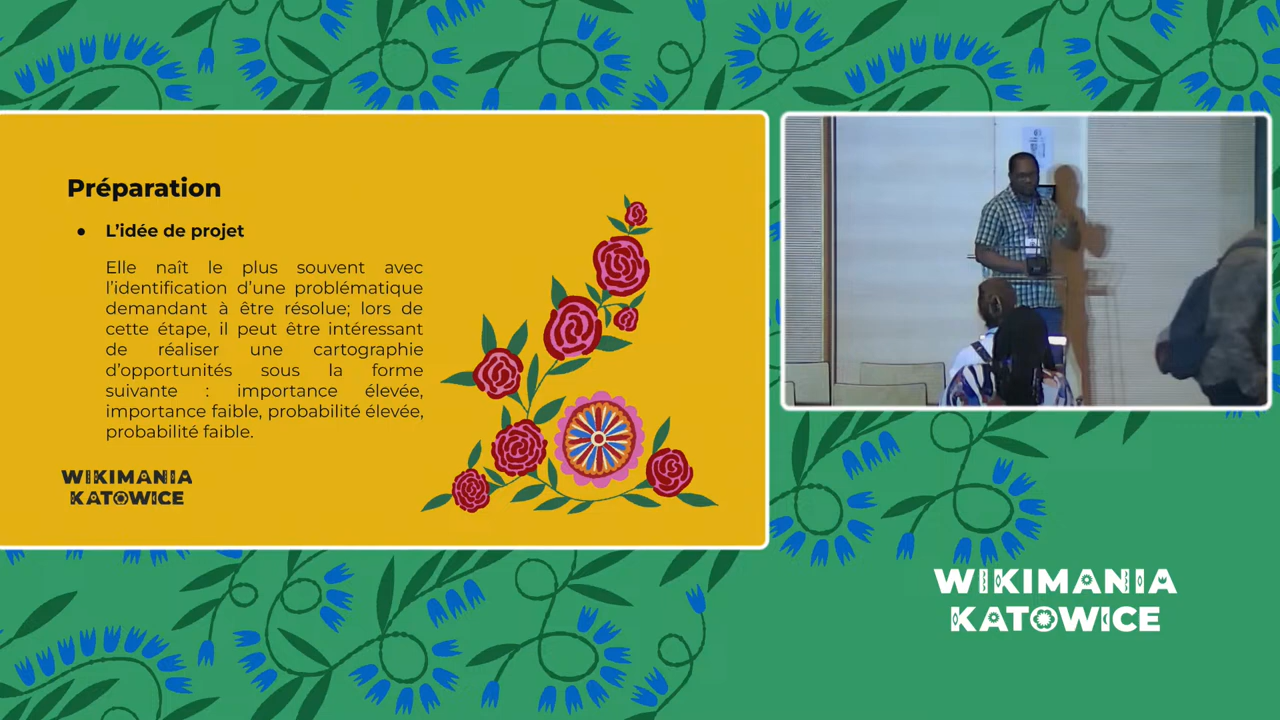 Préparation
● L'idée de projet
Elle naît le plus souvent avec
l'identification d'une problématique
demandant à être résolue; lors de
cette étape, il peut être intéressant
de réaliser une cartographie
d'opportunités sous la forme
suivante : importance élevée,
importance faible, probabilité élevée,
probabilité faible.
WIKIMANIA
KATOWICE
WIKIMANIA
KATOWICE